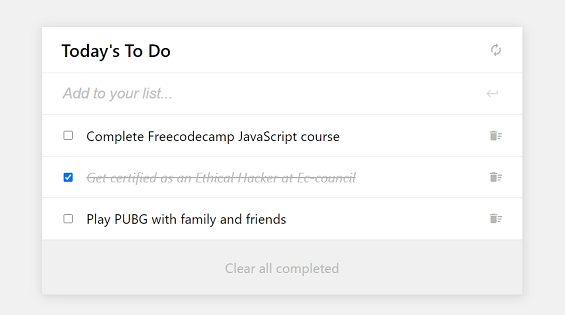 Today's To Do
Add to your list...
Complete Freecodecamp JavaScript course
Get certified as an Ethical Hacker at Ec-council
Play PUBG with family and friends
Clear all completed